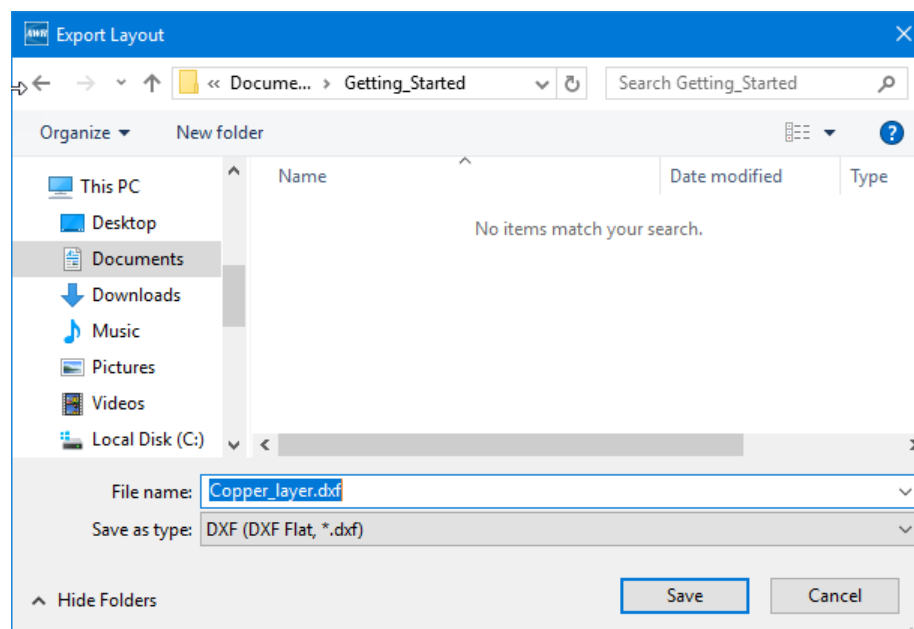 AWR Export Layout
« Docume... › Getting_Started
Search Getting_Started
Organize
New folder
?
This PC
Desktop
Documents
Downloads
Music
Pictures
Videos
Local Disk (C:)
Name
Date modified
Type
No items match your search.
File name: Copper_layer.dxf
Save as type: DXF (DXF Flat, *.dxf)
Hide Folders
Save
Cancel